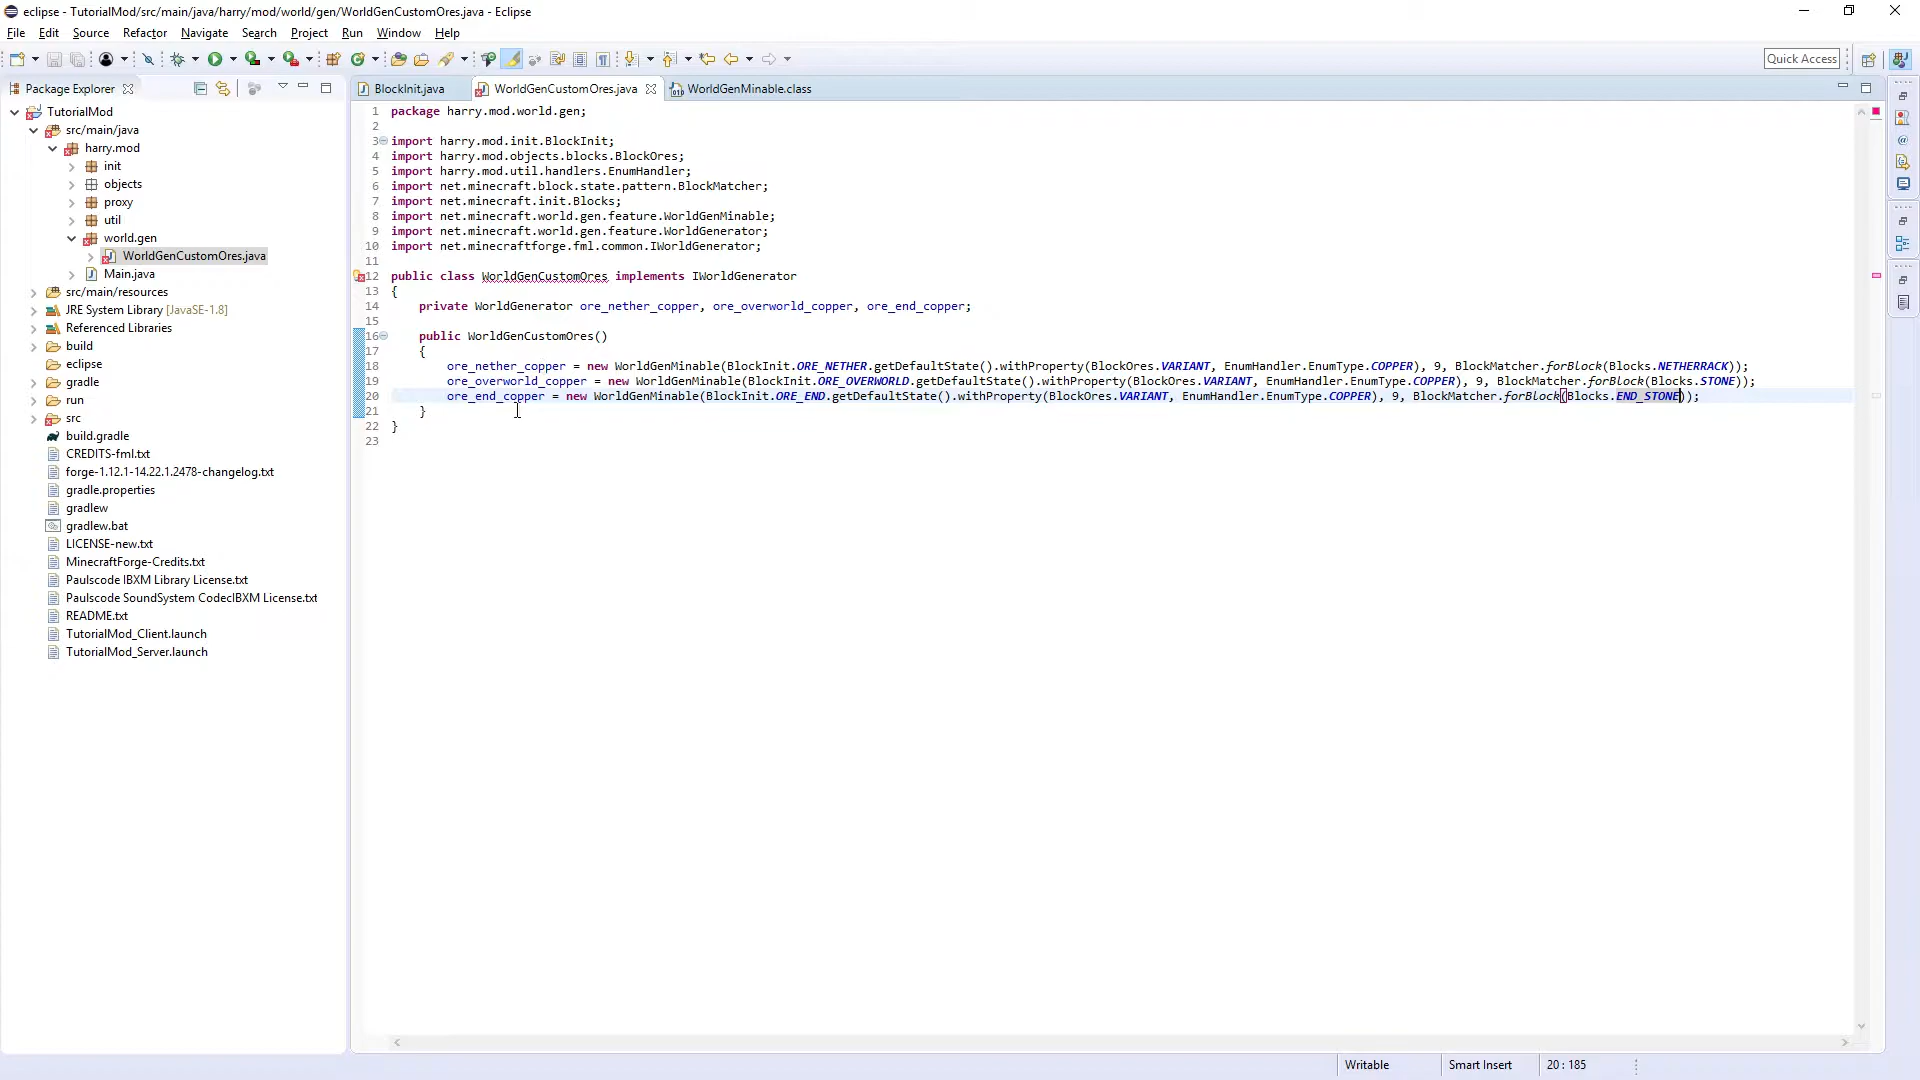 eclipse - TutorialMod/src/main/java/harry/mod/world/gen/WorldGenCustomOres.java - Eclipse
File Edit Source Refactor Navigate Search Project Run Window Help
Quick Access
Package Explorer
BlockInit.java
WorldGenCustomOres.java
WorldGenMinable.class
TutorialMod
src/main/java
harry.mod
init
objects
proxy
util
world.gen
WorldGenCustomOres.java
Main.java
src/main/resources
JRE System Library [JavaSE-1.8]
Referenced Libraries
build
eclipse
gradle
run
src
build.gradle
CREDITS-fml.txt
forge-1.12.1-14.22.1.2478-changelog.txt
gradle.properties
gradlew
gradlew.bat
LICENSE-new.txt
MinecraftForge-Credits.txt
Paulscode IBXM Library License.txt
Paulscode SoundSystem CodecIBXM License.txt
README.txt
TutorialMod_Client.launch
TutorialMod_Server.launch
1 package harry.mod.world.gen;
2
3 import harry.mod.init.BlockInit;
4 import harry.mod.objects.blocks.BlockOres;
5 import harry.mod.util.handlers.EnumHandler;
6 import net.minecraft.block.state.pattern.BlockMatcher;
7 import net.minecraft.init.Blocks;
8 import net.minecraft.world.gen.feature.WorldGenMinable;
9 import net.minecraft.world.gen.feature.WorldGenerator;
10 import net.minecraftforge.fml.common.IWorldGenerator;
11
12 public class WorldGenCustomOres implements IWorldGenerator
13 {
14 private WorldGenerator ore_nether_copper, ore_overworld_copper, ore_end_copper;
15
16 public WorldGenCustomOres()
17 {
18 ore_nether_copper = new WorldGenMinable(BlockInit.ORE_NETHER.getDefaultState().withProperty(BlockOres.VARIANT, EnumHandler.EnumType.COPPER), 9, BlockMatcher.forBlock(Blocks.NETHERRACK));
19 ore_overworld_copper = new WorldGenMinable(BlockInit.ORE_OVERWORLD.getDefaultState().withProperty(BlockOres.VARIANT, EnumHandler.EnumType.COPPER), 9, BlockMatcher.forBlock(Blocks.STONE));
20 ore_end_copper = new WorldGenMinable(BlockInit.ORE_END.getDefaultState().withProperty(BlockOres.VARIANT, EnumHandler.EnumType.COPPER), 9, BlockMatcher.forBlock(Blocks.END_STONE));
21 }
22 }
23
Writable Smart Insert 20 : 185